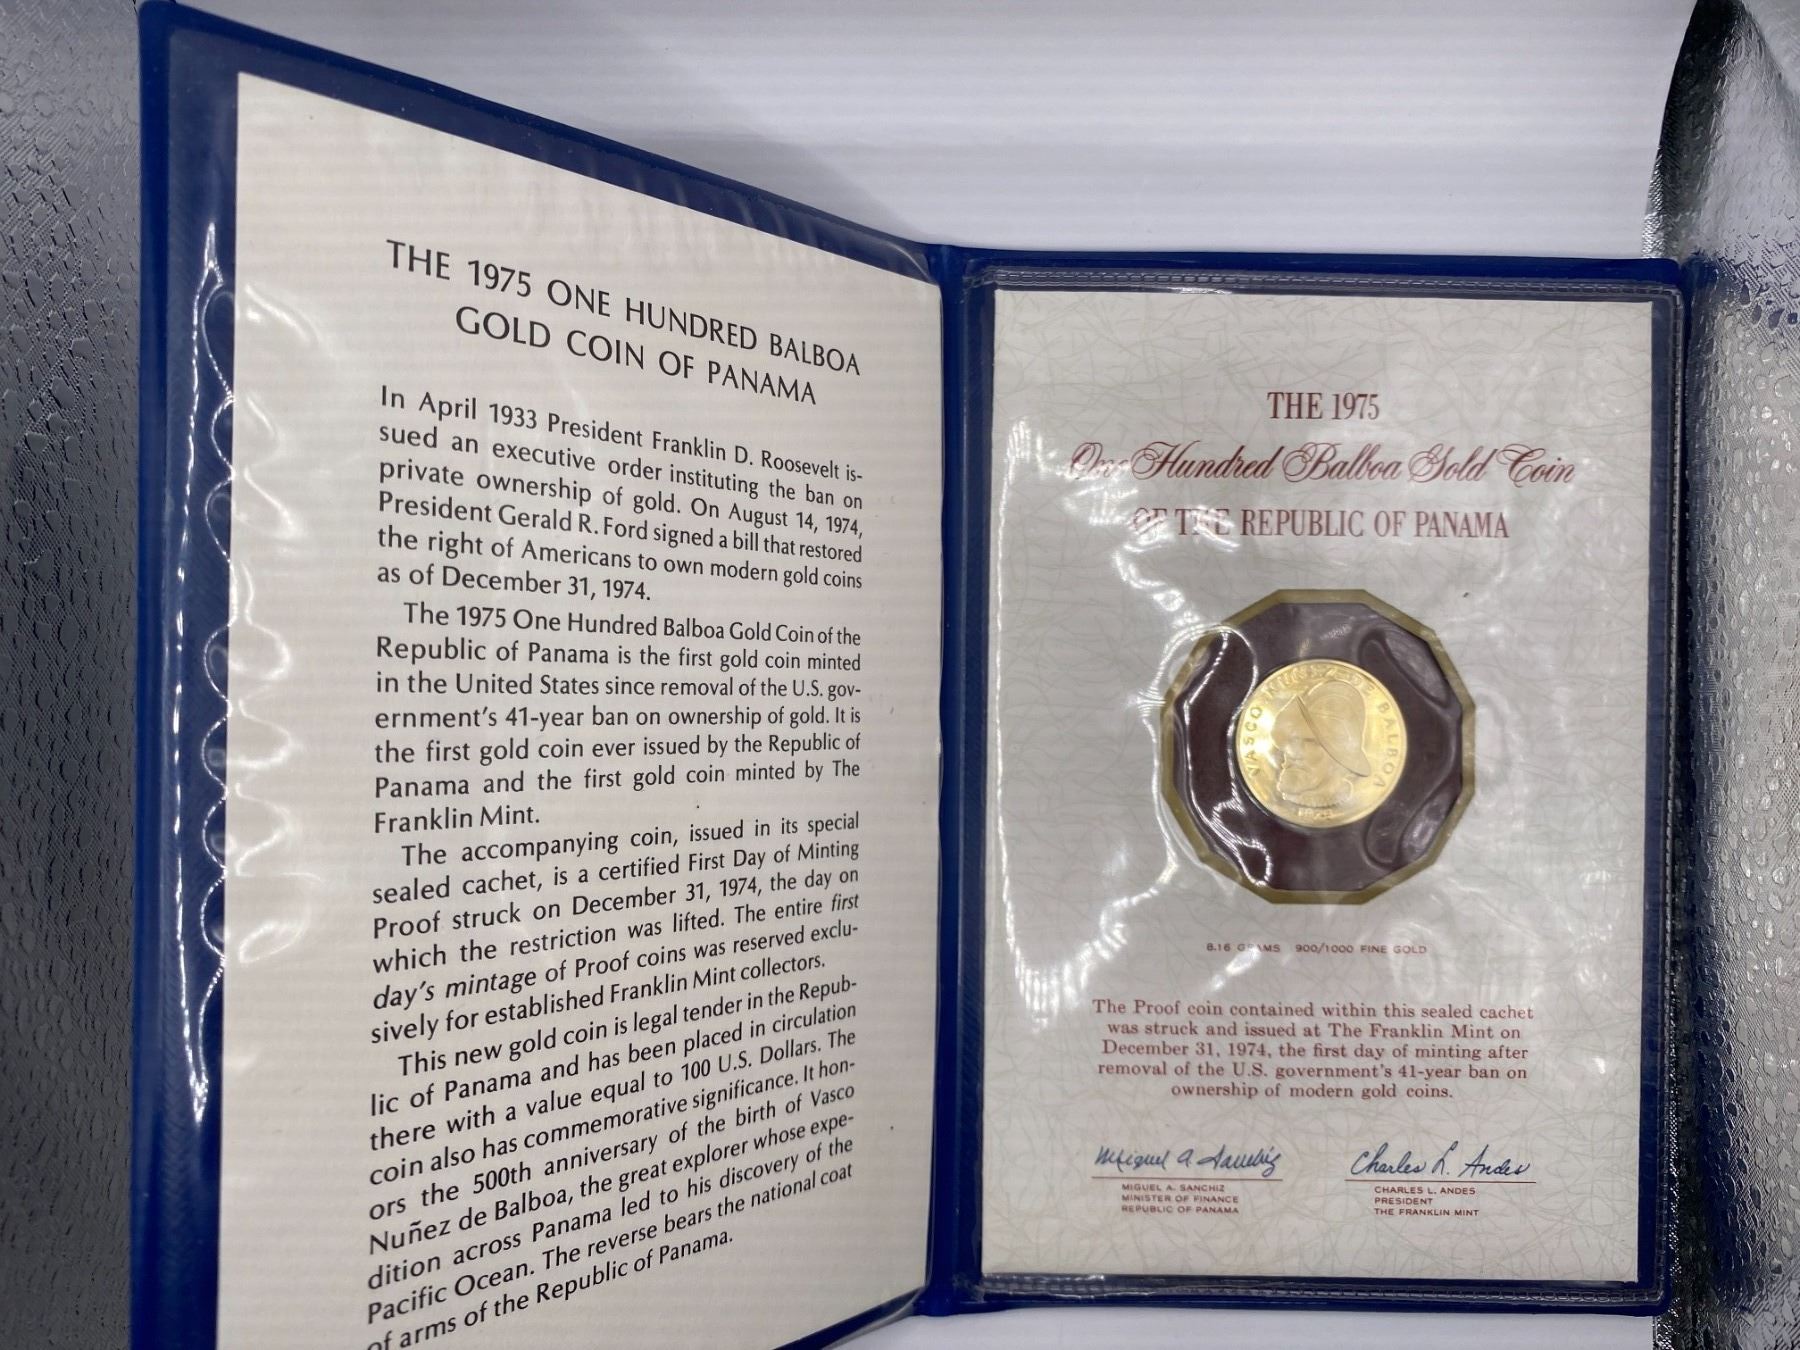 THE 1975 ONE HUNDRED BALBOA
GOLD COIN OF PANAMA
In April 1933 President Franklin D. Roosevelt is-
sued an executive order instituting the ban on
private ownership of gold. On August 14, 1974,
President Gerald R. Ford signed a bill that restored
the right of Americans to own modern gold coins
as of December 31, 1974.
The 1975 One Hundred Balboa Gold Coin of the
Republic of Panama is the first gold coin minted
in the United States since removal of the U.S. gov-
ernment's 41-year ban on ownership of gold. It is
the first gold coin ever issued by the Republic of
Panama and the first gold coin minted by The
Franklin Mint.
The accompanying coin, issued in its special
sealed cachet, is a certified First Day of Minting
Proof struck on December 31, 1974, the day on
which the restriction was lifted. The entire first
day's mintage of Proof coins was reserved exclu-
sively for established Franklin Mint collectors.
This new gold coin is legal tender in the Repub-
lic of Panama and has been placed in circulation
there with a value equal to 100 U.S. Dollars. The
coin also has commemorative significance. It hon-
ors the 500th anniversary of the birth of Vasco
Nuñez de Balboa, the great explorer whose expe-
dition across Panama led to his discovery of the
Pacific Ocean. The reverse bears the national coat
of arms of the Republic of Panama.
THE 1975
One Hundred Balboa Gold Coin
OF THE REPUBLIC OF PANAMA
VASCO NUÑEZ DE BALBOA
1975
8.16 GRAMS 900/1000 FINE GOLD
The Proof coin contained within this sealed cachet
was struck and issued at The Franklin Mint on
December 31, 1974, the first day of minting after
removal of the U.S. government's 41-year ban on
ownership of modern gold coins.
Miguel A. Sanchiz
MIGUEL A. SANCHIZ
MINISTER OF FINANCE
REPUBLIC OF PANAMA
Charles L. Andes
CHARLES L. ANDES
PRESIDENT
THE FRANKLIN MINT